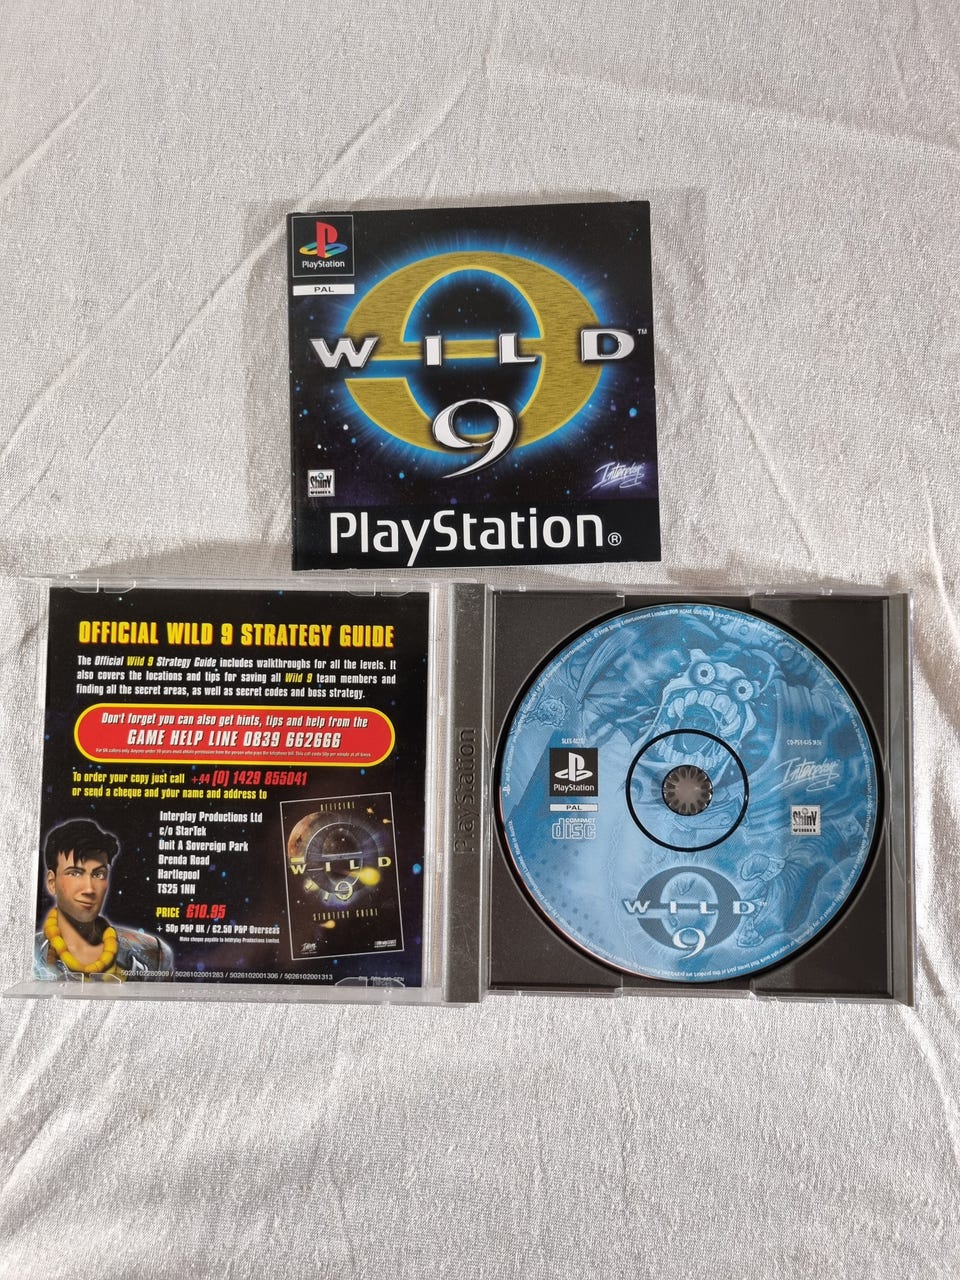 PlayStation
PAL
WILD™
9
Shiny
Interplay
PlayStation®
OFFICIAL WILD 9 STRATEGY GUIDE
The Official Wild 9 Strategy Guide includes walkthroughs for all the levels. It
also covers the locations and tips for saving all Wild 9 team members and
finding all the secret areas, as well as secret codes and boss strategy.
Don't forget you can also get hints, tips and help from the
GAME HELP LINE 0839 662666
To order your copy just call +44 (0) 1429 855041
or send a cheque and your name and address to
Interplay Productions Ltd
c/o StarTek
Unit A Sovereign Park
Brenda Road
Hartlepool
TS25 1NN
PRICE £10.95
+ 50p P&P UK / £2.50 P&P Overseas
Make cheque payable to Interplay Productions Limited.
5026102280909 / 5026102001283 / 5026102001306 / 5026102001313
OFFICIAL
WILD
9
STRATEGY GUIDE
PlayStation
PlayStation
PAL
COMPACT
disc
Interplay
Shiny
WILD™
9